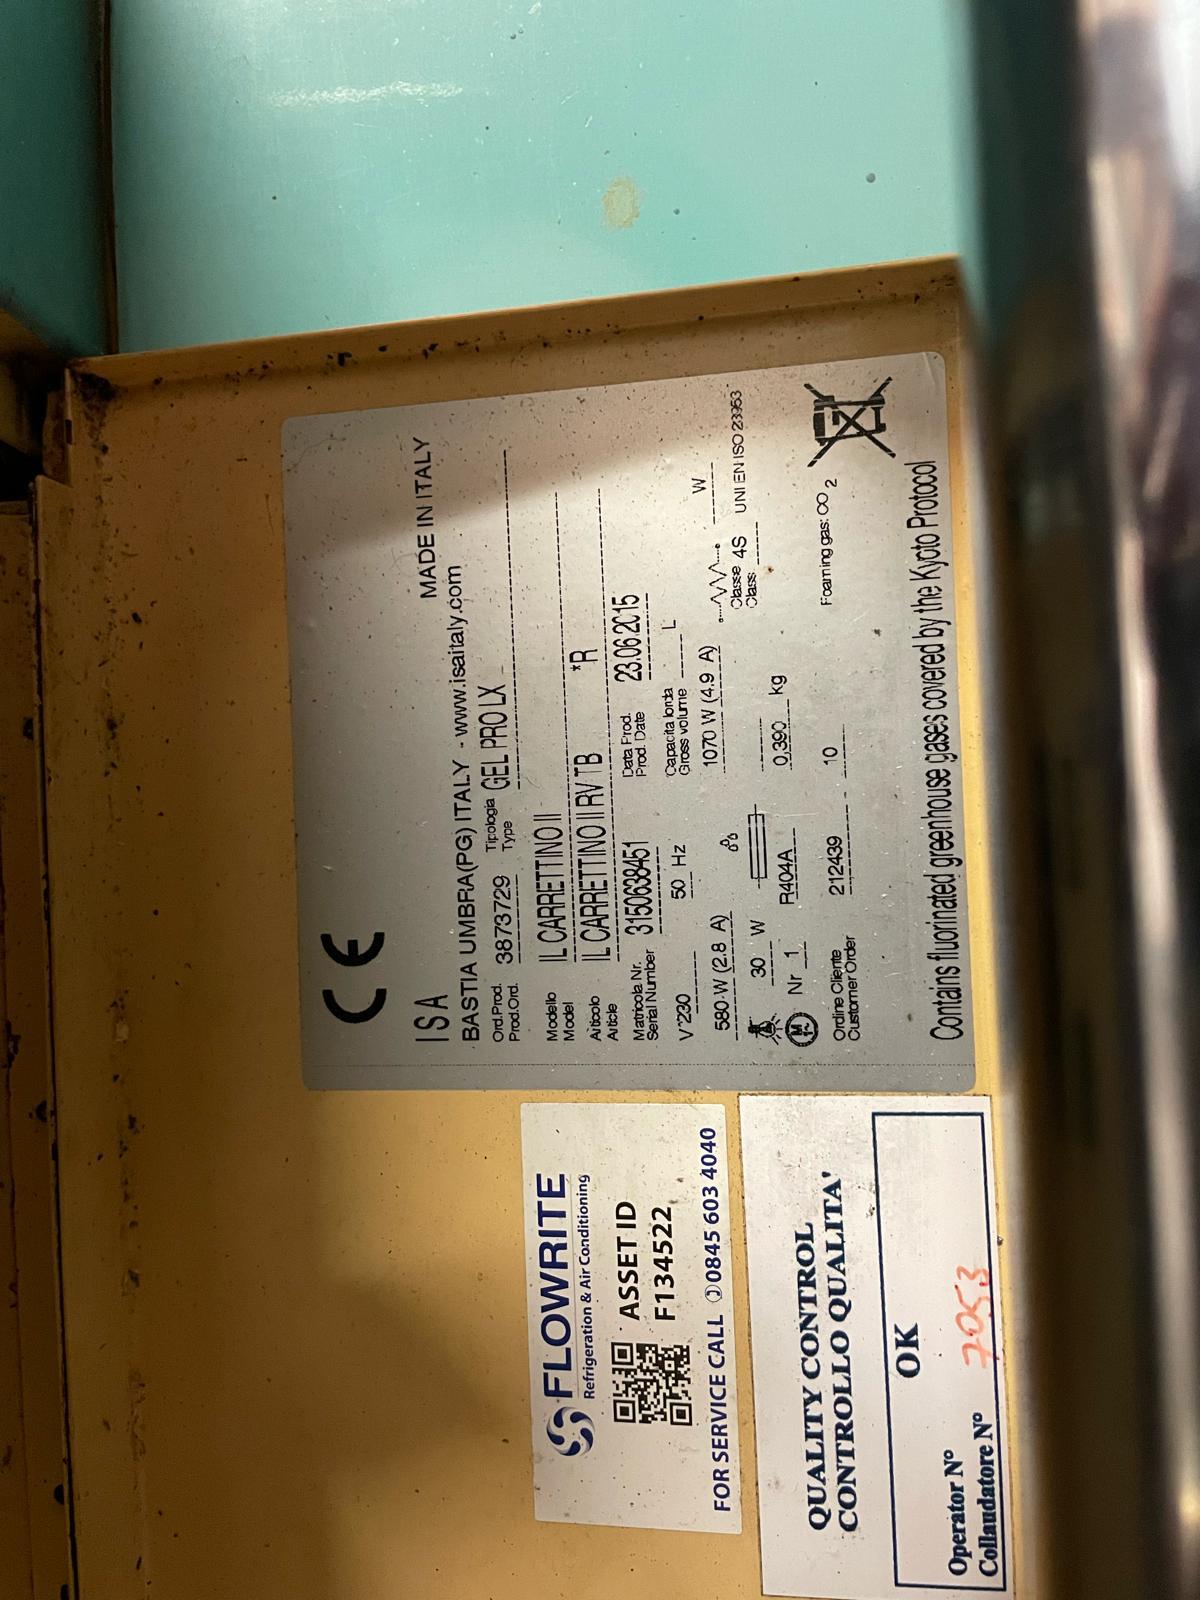 CE
ISA MADE IN ITALY
BASTIA UMBRA(PG) ITALY - www.isaitaly.com
Ord.Prod. 3873729 Tipologia GEL PRO LX
Prod.Ord. Type
Modello IL CARRETTINO II
Model
Articolo IL CARRETTINO II RV TB *R
Article
Matricola Nr. 3150638451 Data Prod. 23.06.2015
Serial Number Prod. Date
V~230 50 Hz Capacita lorda L
Gross volume
580 W (2.8 A) 1070 W (4.9 A) W
30 W Classe 4S UNI EN ISO 23953
Class
Nr 1 R404A 0,390 kg
Ordine Cliente 212439 10 Foaming gas: CO2
Customer Order
Contains fluorinated greenhouse gases covered by the Kyoto Protocol
FLOWRITE
Refrigeration & Air Conditioning
ASSET ID
F134522
FOR SERVICE CALL 0845 603 4040
QUALITY CONTROL
CONTROLLO QUALITA'
OK
Operator N°
Collaudatore N° 7053